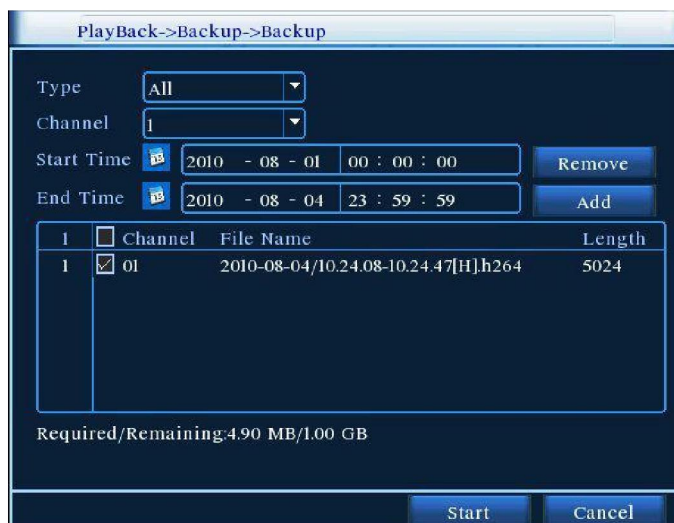 PlayBack->Backup->Backup
Type All
Channel 1
Start Time 2010 - 08 - 01 00 : 00 : 00 Remove
End Time 2010 - 08 - 04 23 : 59 : 59 Add
1 Channel File Name Length
1 01 2010-08-04/10.24.08-10.24.47[H].h264 5024
Required/Remaining:4.90 MB/1.00 GB
Start Cancel